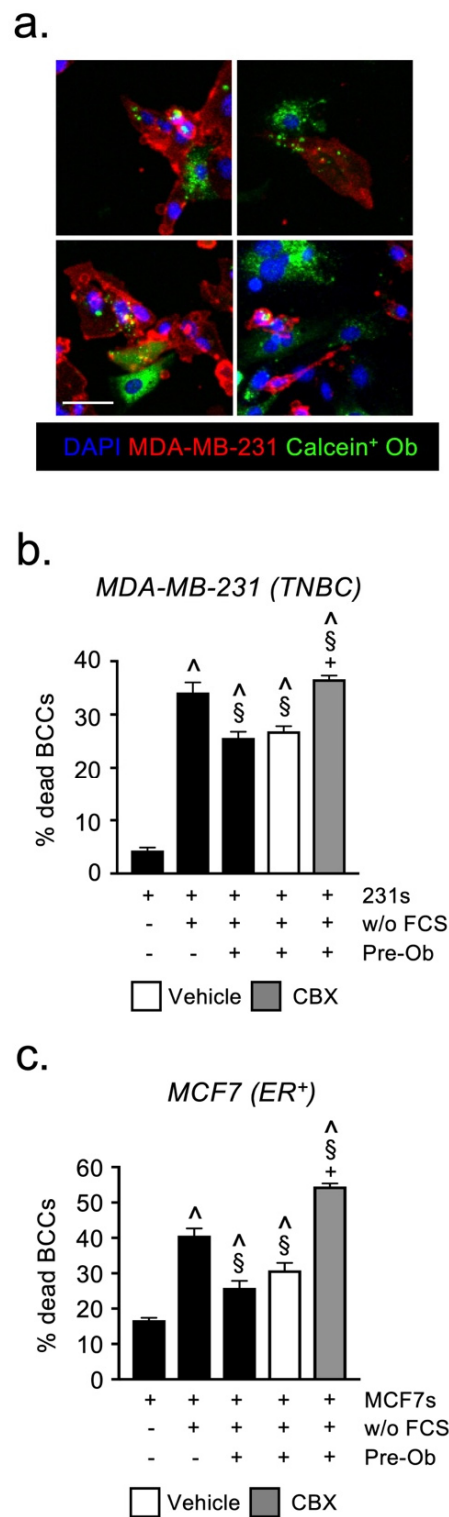 a.
DAPI MDA-MB-231 Calcein⁺ Ob
b.
MDA-MB-231 (TNBC)
% dead BCCs
40
30
20
10
0
^
^
§
^
§
^
§
+
+ + + + + 231s
- + + + + w/o FCS
- - + + + Pre-Ob
Vehicle CBX
c.
MCF7 (ER⁺)
% dead BCCs
60
50
40
30
20
10
0
^
^
§
^
§
^
§
+
+ + + + + MCF7s
- + + + + w/o FCS
- - + + + Pre-Ob
Vehicle CBX